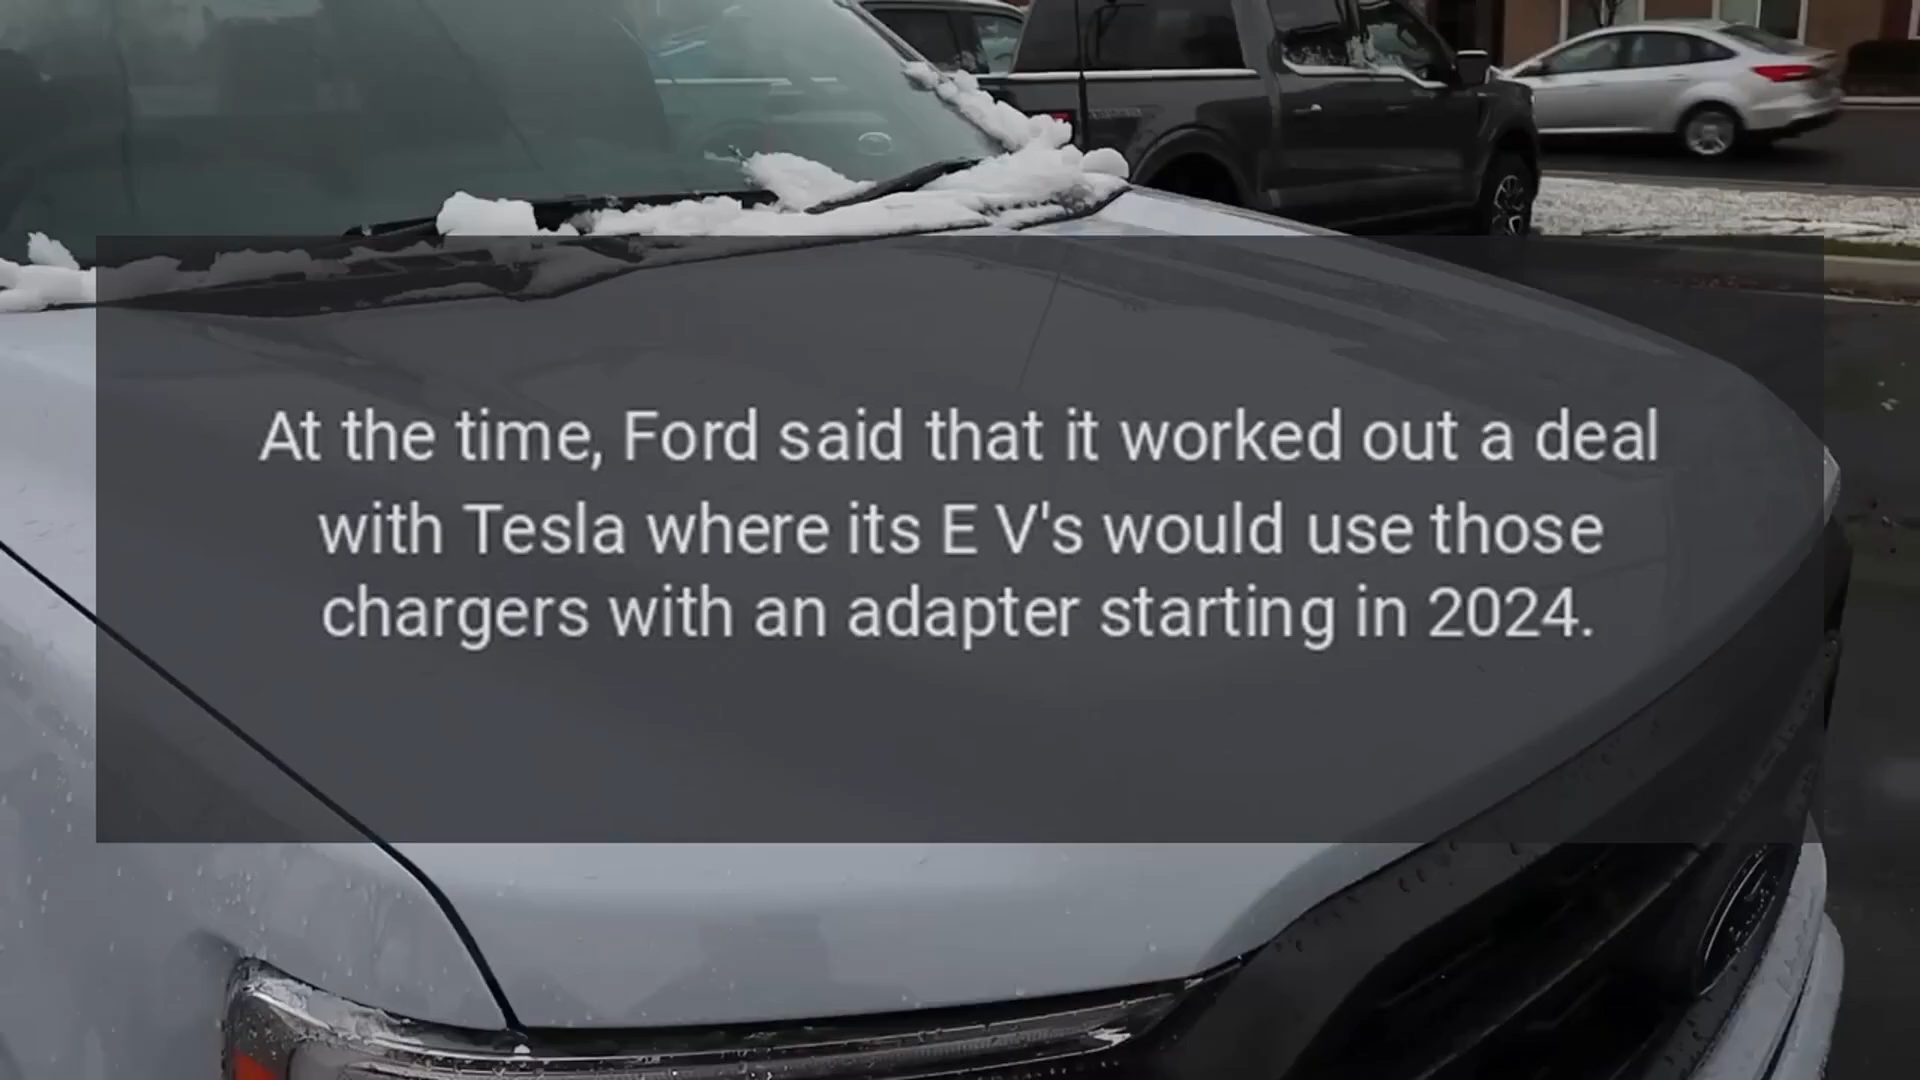 At the time, Ford said that it worked out a deal
with Tesla where its E V's would use those
chargers with an adapter starting in 2024.